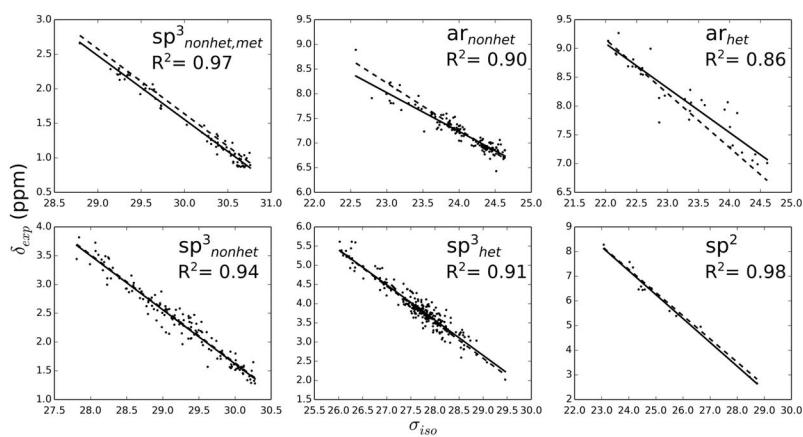 3.0
2.5
2.0
1.5
1.0
0.5
28.5 29.0 29.5 30.0 30.5 31.0
sp³nonhet,met
R²= 0.97
9.5
9.0
8.5
8.0
7.5
7.0
6.5
6.0
22.0 22.5 23.0 23.5 24.0 24.5 25.0
arnonhet
R²= 0.90
9.5
9.0
8.5
8.0
7.5
7.0
6.5
21.5 22.0 22.5 23.0 23.5 24.0 24.5 25.0
arhet
R²= 0.86
δexp (ppm)
4.0
3.5
3.0
2.5
2.0
1.5
1.0
27.5 28.0 28.5 29.0 29.5 30.0 30.5
sp³nonhet
R²= 0.94
6.0
5.5
5.0
4.5
4.0
3.5
3.0
2.5
2.0
1.5
25.5 26.0 26.5 27.0 27.5 28.0 28.5 29.0 29.5 30.0
sp³het
R²= 0.91
9
8
7
6
5
4
3
2
22.0 23.0 24.0 25.0 26.0 27.0 28.0 29.0 30.0
sp²
R²= 0.98
σiso